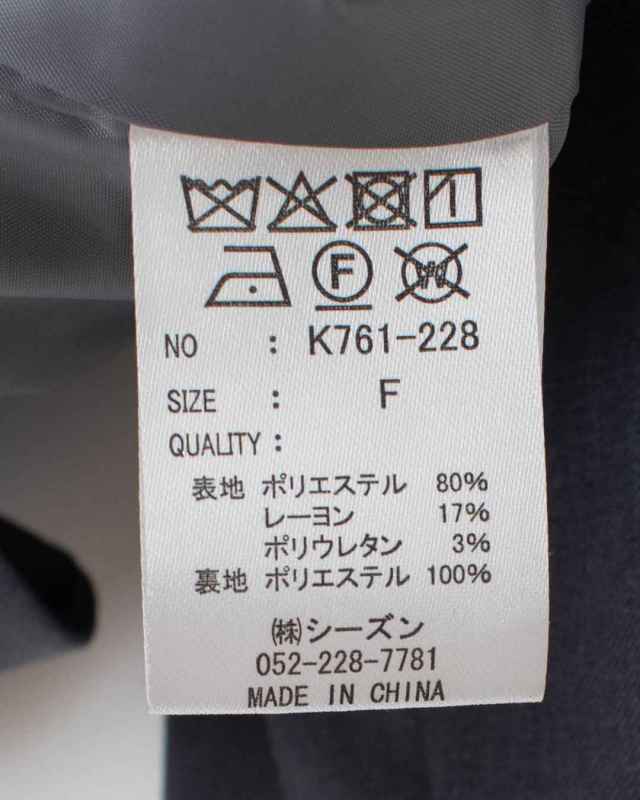 F W
NO : K761-228
SIZE : F
QUALITY :
表地 ポリエステル 80%
レーヨン 17%
ポリウレタン 3%
裏地 ポリエステル 100%
㈱シーズン
052-228-7781
MADE IN CHINA